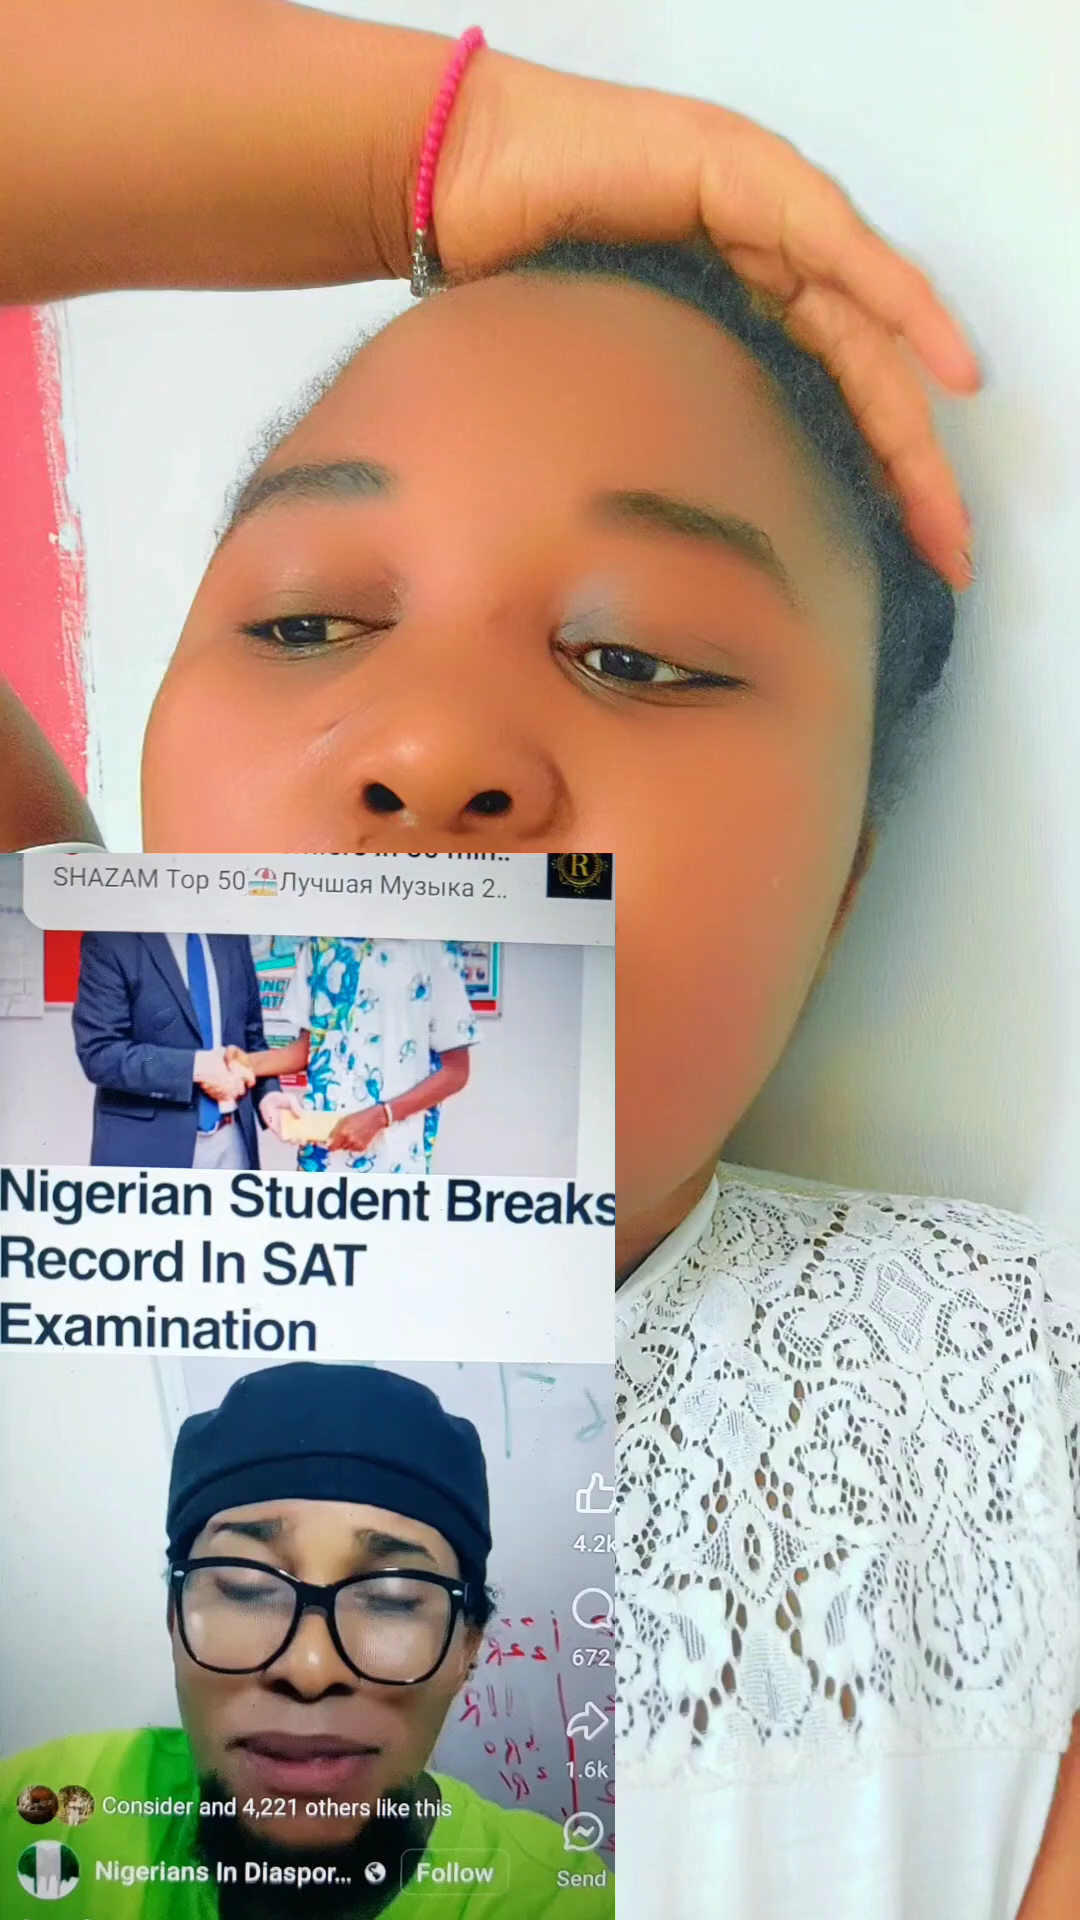 SHAZAM Top 50🏖Лучшая Музыка 2..
R
Nigerian Student Breaks
Record In SAT
Examination
4.2k
672
1.6k
Consider and 4,221 others like this
Nigerians In Diaspor...
Follow
Send